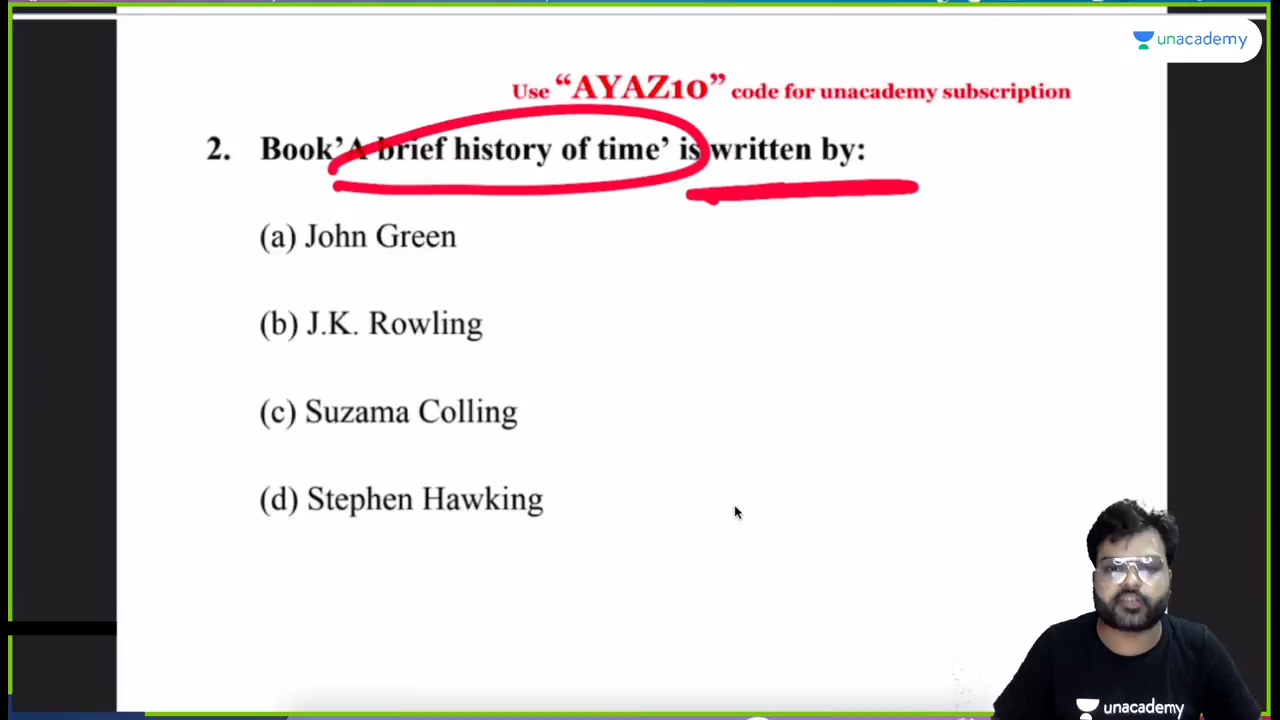 unacademy
Use “AYAZ10” code for unacademy subscription
2. Book’A brief history of time’ is written by:
(a) John Green
(b) J.K. Rowling
(c) Suzama Colling
(d) Stephen Hawking
unacademy